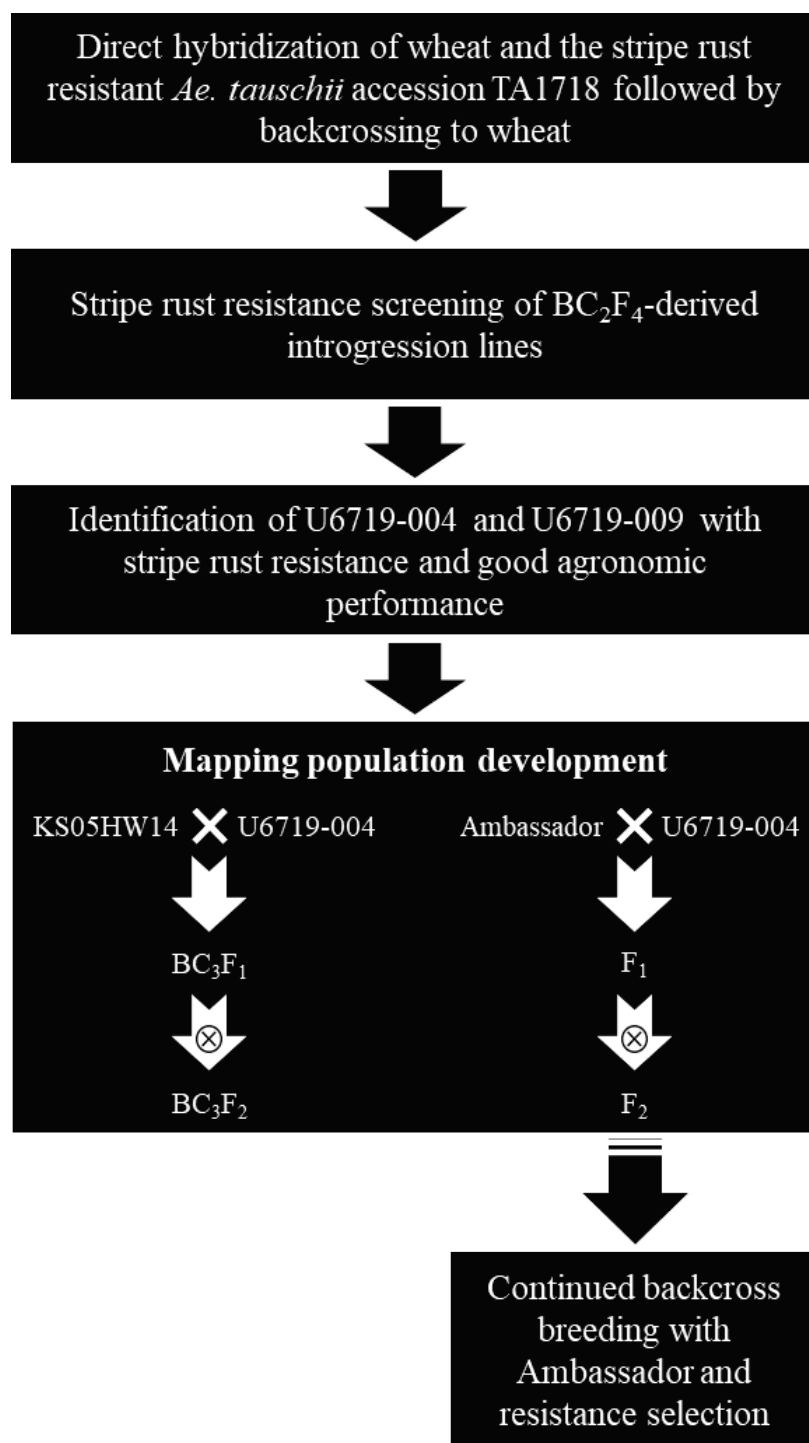 Direct hybridization of wheat and the stripe rust
resistant Ae. tauschii accession TA1718 followed by
backcrossing to wheat
Stripe rust resistance screening of BC₂F₄-derived
introgression lines
Identification of U6719-004 and U6719-009 with
stripe rust resistance and good agronomic
performance
Mapping population development
KS05HW14 × U6719-004
Ambassador × U6719-004
BC₃F₁
F₁
BC₃F₂
F₂
Continued backcross
breeding with
Ambassador and
resistance selection